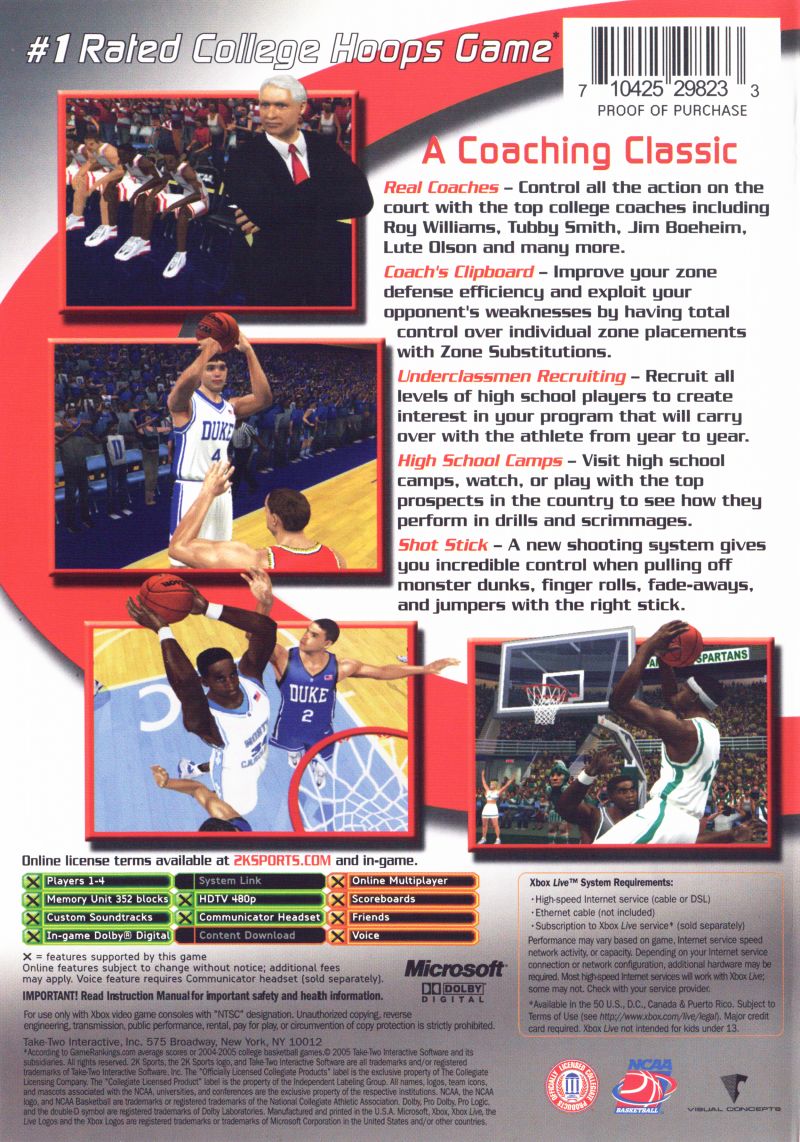 #1 Rated College Hoops Game*
7 10425 29823 3
PROOF OF PURCHASE
A Coaching Classic
Real Coaches – Control all the action on the
court with the top college coaches including
Roy Williams, Tubby Smith, Jim Boeheim,
Lute Olson and many more.
Coach's Clipboard – Improve your zone
defense efficiency and exploit your
opponent's weaknesses by having total
control over individual zone placements
with Zone Substitutions.
Underclassmen Recruiting – Recruit all
levels of high school players to create
interest in your program that will carry
over with the athlete from year to year.
High School Camps – Visit high school
camps, watch, or play with the top
prospects in the country to see how they
perform in drills and scrimmages.
Shot Stick – A new shooting system gives
you incredible control when pulling off
monster dunks, finger rolls, fade-aways,
and jumpers with the right stick.
NCAA
DUKE
4
DUKE
2
NORTH
CAROLINA
SPARTANS
Online license terms available at 2KSPORTS.COM and in-game.
Players 1-4
System Link
Online Multiplayer
Memory Unit 352 blocks
HDTV 480p
Scoreboards
Custom Soundtracks
Communicator Headset
Friends
In-game Dolby® Digital
Content Download
Voice
X = features supported by this game
Online features subject to change without notice; additional fees
may apply. Voice feature requires Communicator headset (sold separately).
Microsoft®
DOLBY
DIGITAL
IMPORTANT! Read Instruction Manual for important safety and health information.
For use only with Xbox video game consoles with "NTSC" designation. Unauthorized copying, reverse
engineering, transmission, public performance, rental, pay for play, or circumvention of copy protection is strictly prohibited.
Xbox Live™ System Requirements:
· High-speed Internet service (cable or DSL)
· Ethernet cable (not included)
· Subscription to Xbox Live service* (sold separately)
Performance may vary based on game, Internet service speed
network activity, or capacity. Depending on your Internet service
connection or network configuration, additional hardware may be
required. Most high-speed Internet services will work with Xbox Live;
some may not. Check with your service provider.
*Available in the 50 U.S., D.C., Canada & Puerto Rico. Subject to
Terms of Use (see http://www.xbox.com/live/legal). Major credit
card required. Xbox Live not intended for kids under 13.
Take-Two Interactive, Inc. 575 Broadway, New York, NY 10012
*According to GameRankings.com average scores or 2004-2005 college basketball games.© 2005 Take-Two Interactive Software and its
subsidiaries. All rights reserved. 2K Sports, the 2K Sports logo, and Take-Two Interactive Software are all trademarks and/or registered
trademarks of Take-Two Interactive Software, Inc. The "Officially Licensed Collegiate Products" label is the exclusive property of The Collegiate
Licensing Company. The "Collegiate Licensed Product" label is the property of the Independent Labeling Group. All names, logos, team icons,
and mascots associated with the NCAA, universities, and conferences are the exclusive property of the respective institutions. NCAA, the NCAA
logo, and NCAA Basketball are trademarks or registered trademarks of the National Collegiate Athletic Association. Dolby, Pro Dolby, Pro Logic,
and the double-D symbol are registered trademarks of Dolby Laboratories. Manufactured and printed in the U.S.A. Microsoft, Xbox, Xbox Live, the
Live Logos and the Xbox Logos are registered trademarks or trademarks of Microsoft Corporation in the United States and/or other countries.
OFFICIALLY LICENSED COLLEGIATE PRODUCTS
NCAA
BASKETBALL
VISUAL CONCEPTS